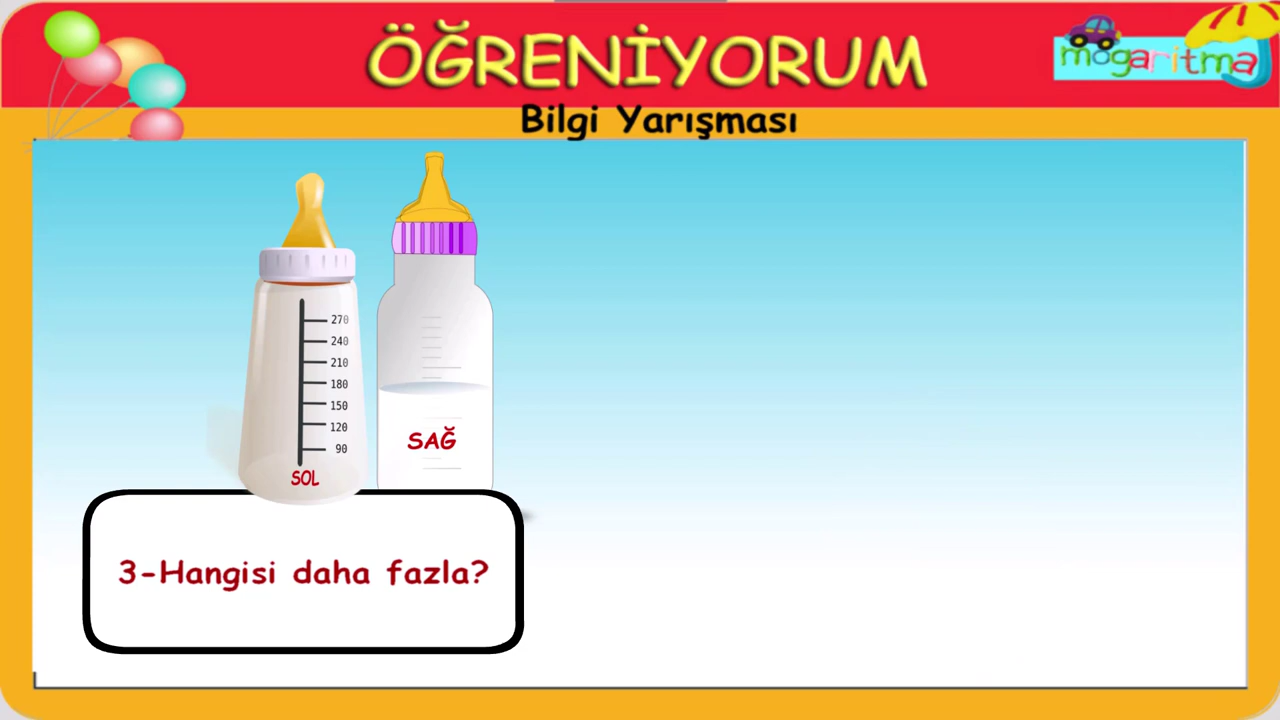 ÖĞRENİYORUM
mogaritma
Bilgi Yarışması
270
240
210
180
150
120
90
SOL
SAĞ
3-Hangisi daha fazla?